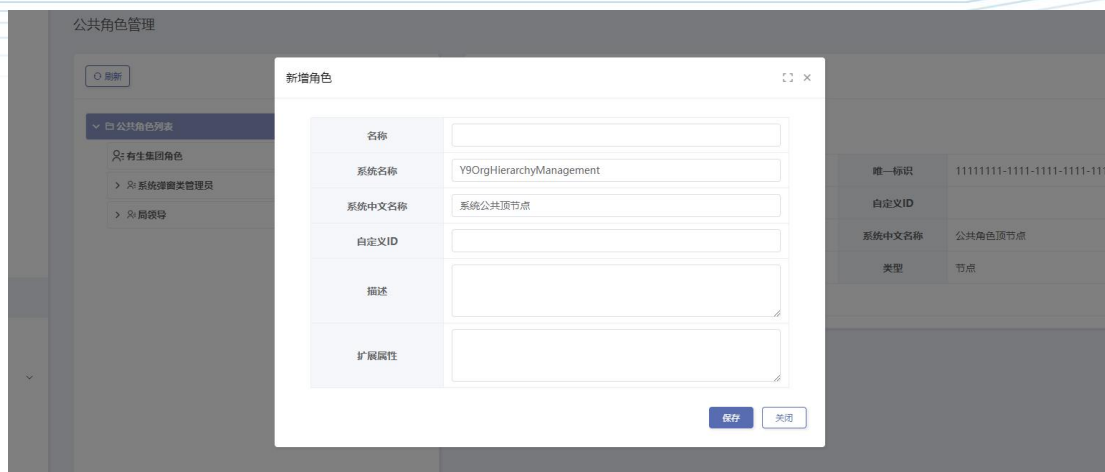 公共角色管理
刷新
公共角色列表
有生集团角色
系统弹窗类管理员
局领导
新增角色
名称
系统名称 Y9OrgHierarchyManagement
系统中文名称 系统公共顶节点
自定义ID
描述
扩展属性
保存 关闭
唯一标识 11111111-1111-1111-1111-111
自定义ID
系统中文名称 公共角色顶节点
类型 节点